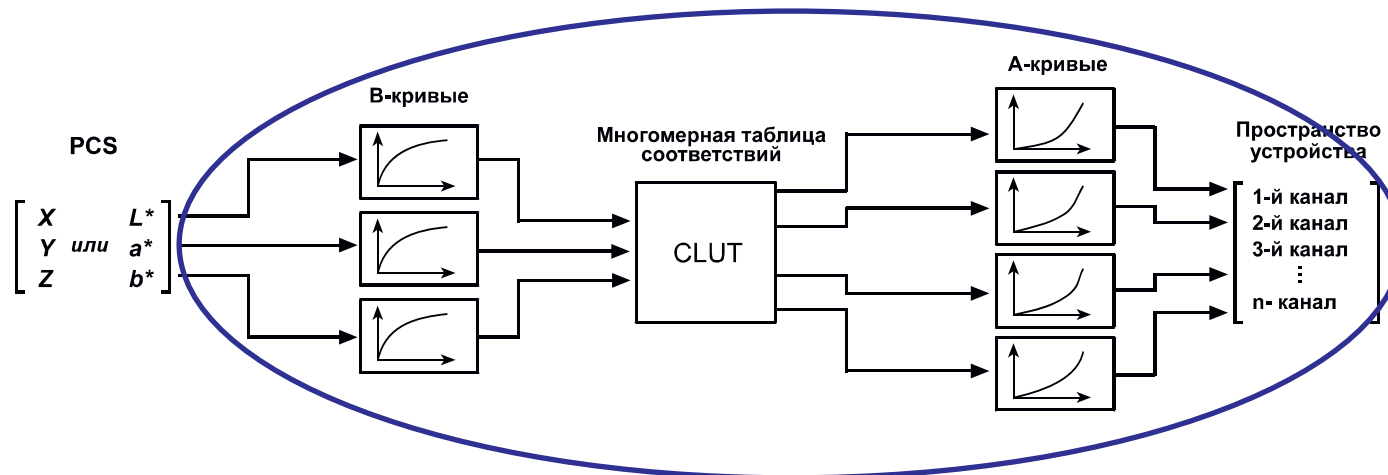 PCS
X
Y
Z
или
L*
a*
b*
В-кривые
Многомерная таблица
соответствий
CLUT
А-кривые
Пространство
устройства
1-й канал
2-й канал
3-й канал
⋮
n- канал